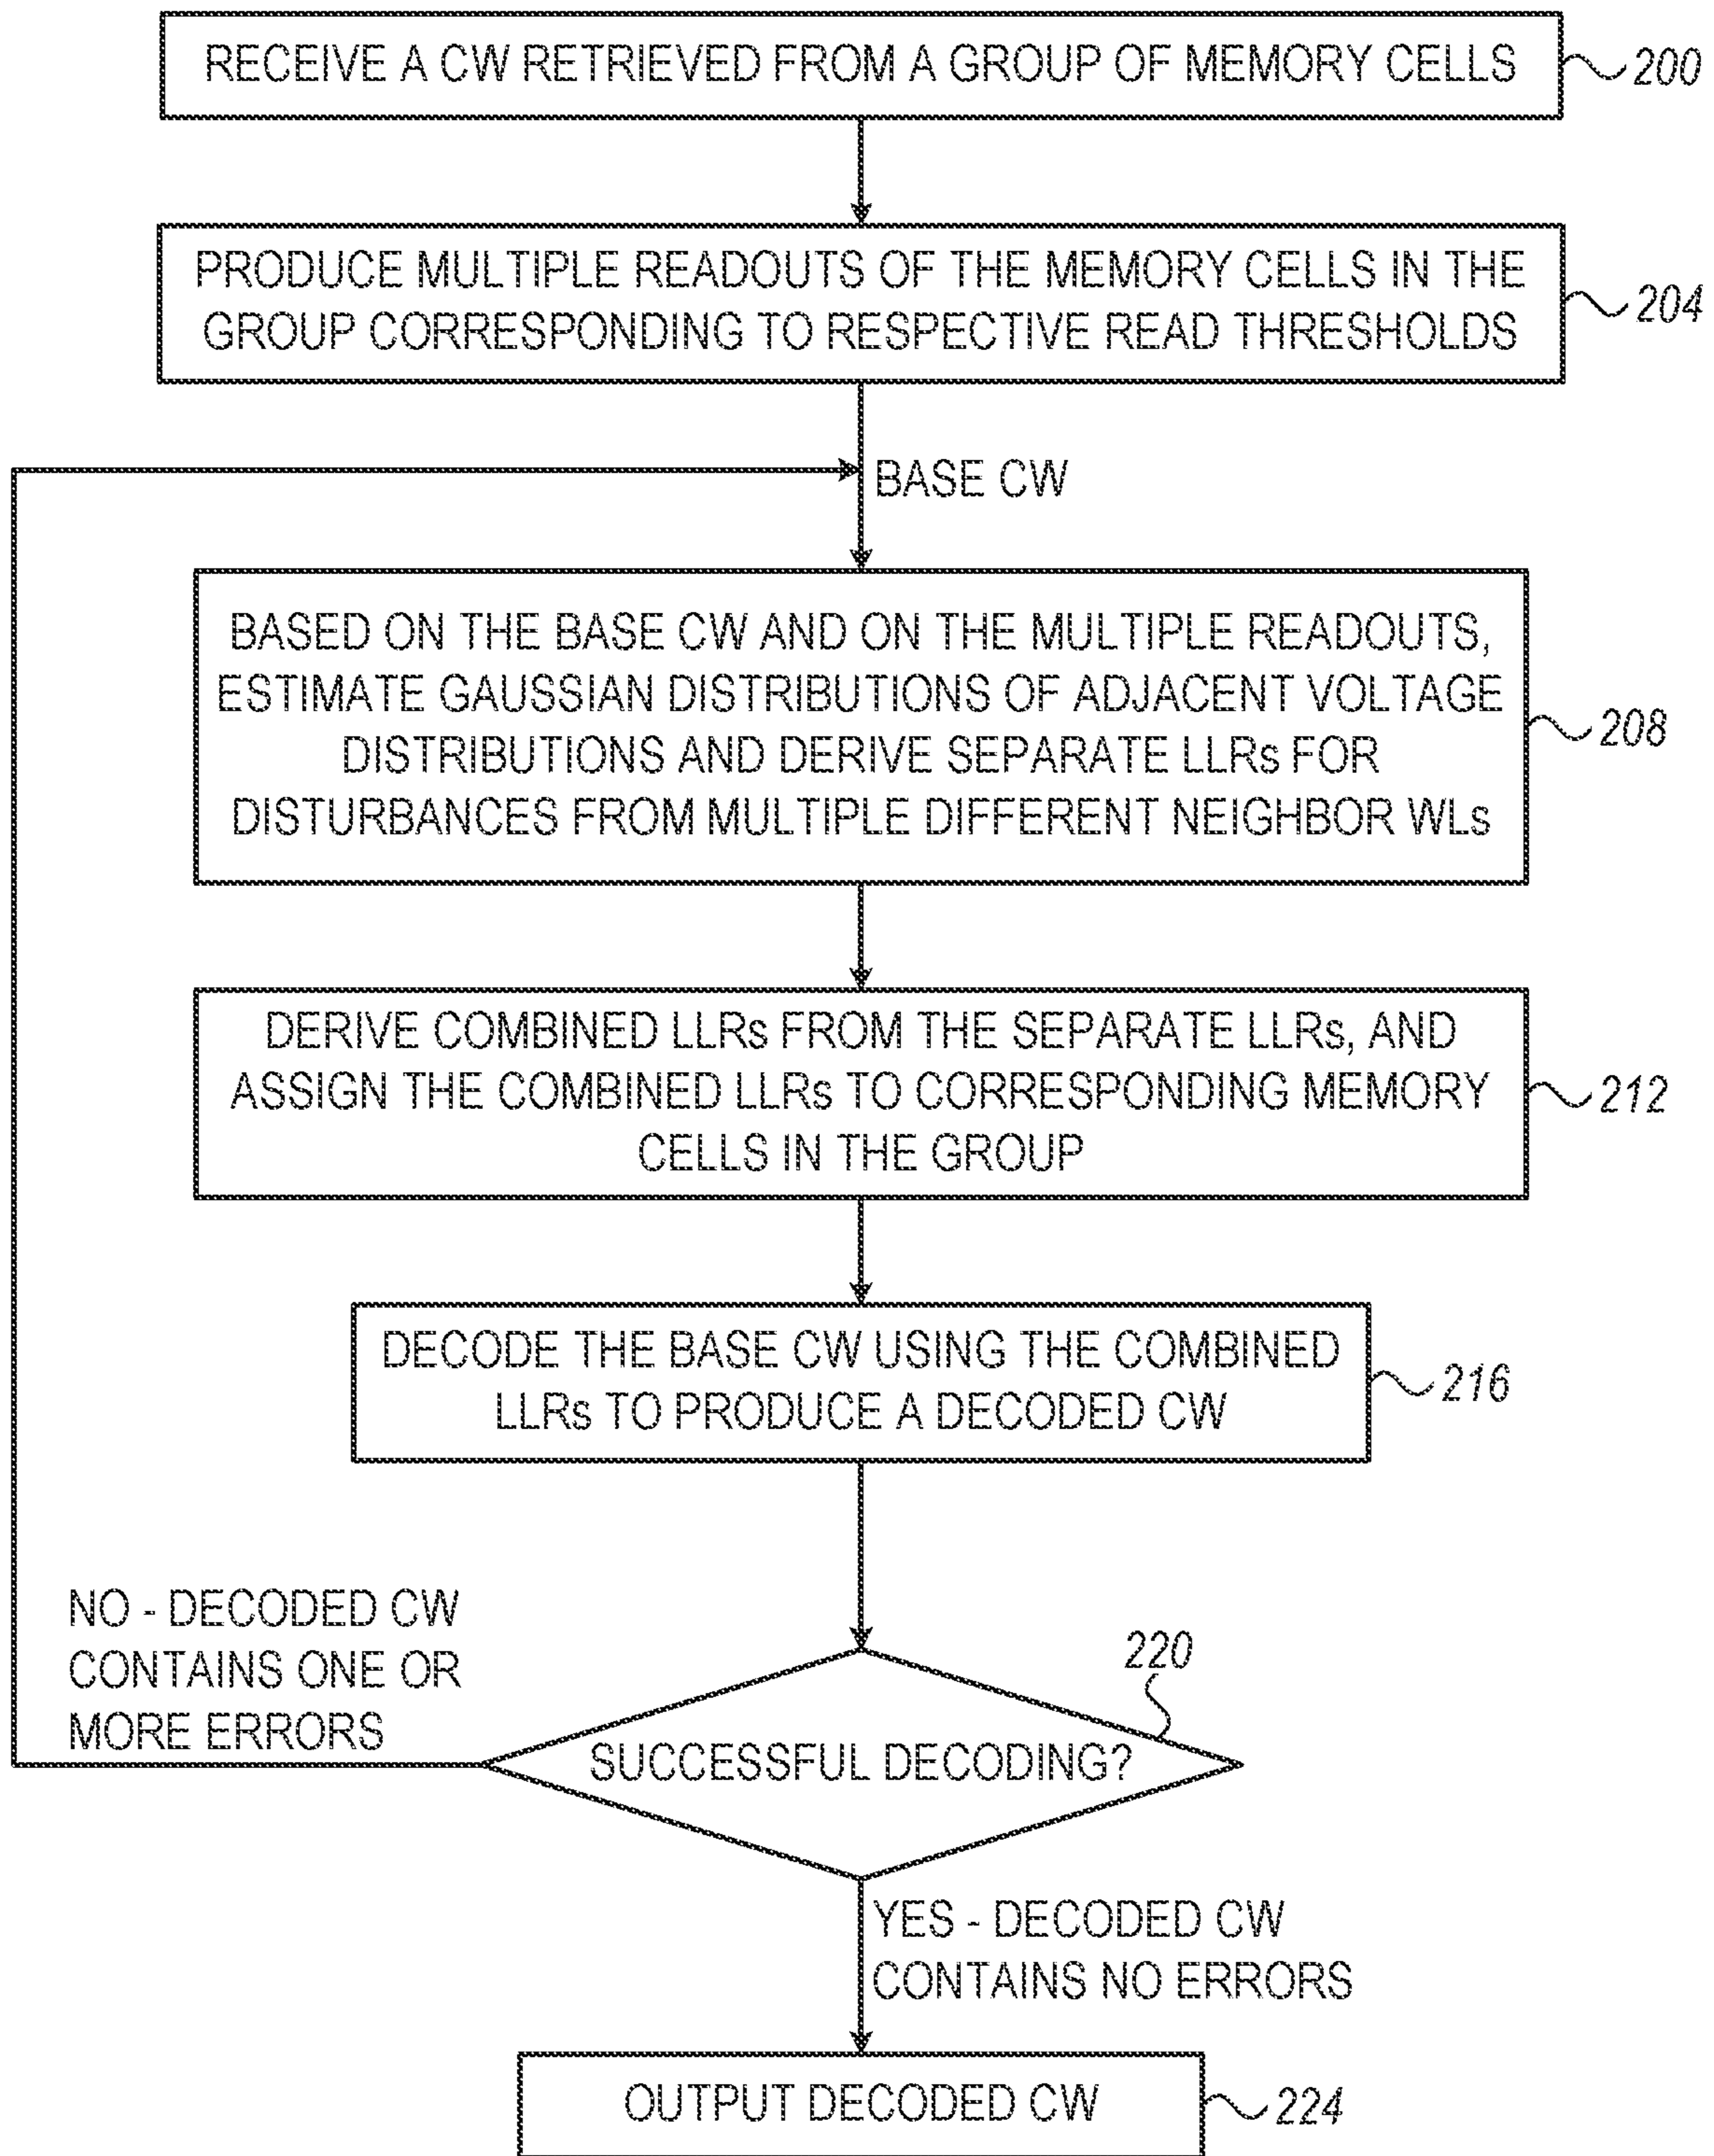 RECEIVE A CW RETRIEVED FROM A GROUP OF MEMORY CELLS
200
PRODUCE MULTIPLE READOUTS OF THE MEMORY CELLS IN THE
GROUP CORRESPONDING TO RESPECTIVE READ THRESHOLDS
204
BASE CW
BASED ON THE BASE CW AND ON THE MULTIPLE READOUTS,
ESTIMATE GAUSSIAN DISTRIBUTIONS OF ADJACENT VOLTAGE
DISTRIBUTIONS AND DERIVE SEPARATE LLRs FOR
DISTURBANCES FROM MULTIPLE DIFFERENT NEIGHBOR WLs
208
DERIVE COMBINED LLRs FROM THE SEPARATE LLRs, AND
ASSIGN THE COMBINED LLRs TO CORRESPONDING MEMORY
CELLS IN THE GROUP
212
DECODE THE BASE CW USING THE COMBINED
LLRs TO PRODUCE A DECODED CW
216
NO - DECODED CW
CONTAINS ONE OR
MORE ERRORS
220
SUCCESSFUL DECODING?
YES - DECODED CW
CONTAINS NO ERRORS
OUTPUT DECODED CW
224